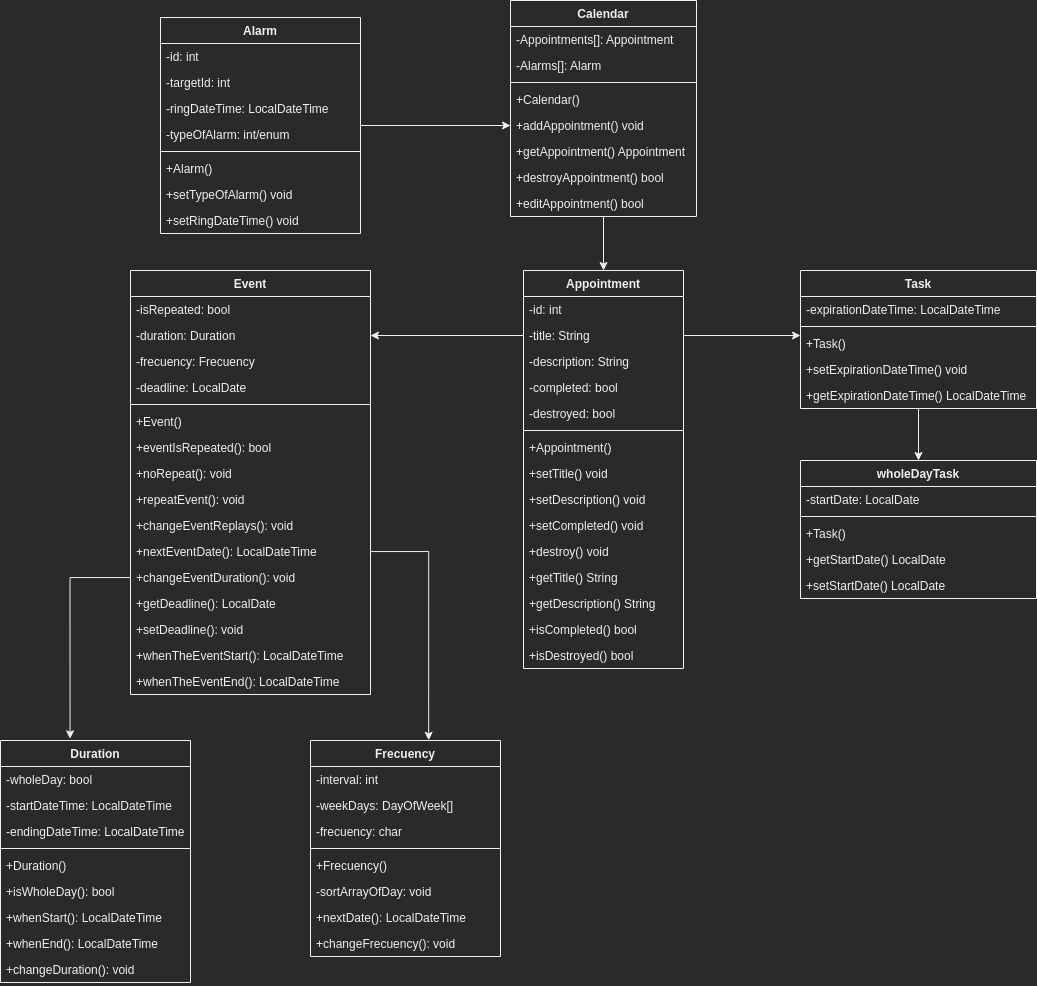 Alarm
-id: int
-targetId: int
-ringDateTime: LocalDateTime
-typeOfAlarm: int/enum
+Alarm()
+setTypeOfAlarm() void
+setRingDateTime() void
Calendar
-Appointments[]: Appointment
-Alarms[]: Alarm
+Calendar()
+addAppointment() void
+getAppointment() Appointment
+destroyAppointment() bool
+editAppointment() bool
Event
-isRepeated: bool
-duration: Duration
-frecuency: Frecuency
-deadline: LocalDate
+Event()
+eventIsRepeated(): bool
+noRepeat(): void
+repeatEvent(): void
+changeEventReplays(): void
+nextEventDate(): LocalDateTime
+changeEventDuration(): void
+getDeadline(): LocalDate
+setDeadline(): void
+whenTheEventStart(): LocalDateTime
+whenTheEventEnd(): LocalDateTime
Appointment
-id: int
-title: String
-description: String
-completed: bool
-destroyed: bool
+Appointment()
+setTitle() void
+setDescription() void
+setCompleted() void
+destroy() void
+getTitle() String
+getDescription() String
+isCompleted() bool
+isDestroyed() bool
Task
-expirationDateTime: LocalDateTime
+Task()
+setExpirationDateTime() void
+getExpirationDateTime() LocalDateTime
wholeDayTask
-startDate: LocalDate
+Task()
+getStartDate() LocalDate
+setStartDate() LocalDate
Duration
-wholeDay: bool
-startDateTime: LocalDateTime
-endingDateTime: LocalDateTime
+Duration()
+isWholeDay(): bool
+whenStart(): LocalDateTime
+whenEnd(): LocalDateTime
+changeDuration(): void
Frecuency
-interval: int
-weekDays: DayOfWeek[]
-frecuency: char
+Frecuency()
-sortArrayOfDay: void
+nextDate(): LocalDateTime
+changeFrecuency(): void